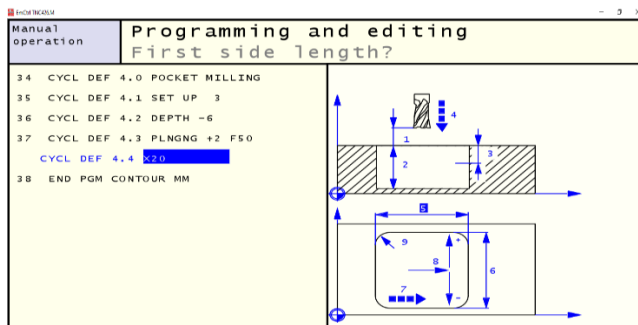 EmCo TNC426M
Manual
operation
Programming and editing
First side length?
34 CYCL DEF 4.0 POCKET MILLING
35 CYCL DEF 4.1 SET UP 3
36 CYCL DEF 4.2 DEPTH -6
37 CYCL DEF 4.3 PLNGNG +2 F50
CYCL DEF 4.4 X20
38 END PGM CONTOUR MM
4
1
2
3
5
9
+
8
6
7
-